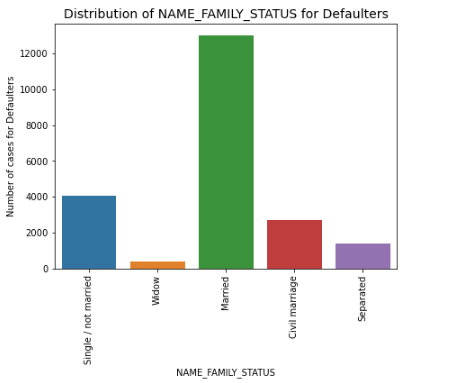 Distribution of NAME_FAMILY_STATUS for Defaulters
Number of cases for Defaulters
12000
10000
8000
6000
4000
2000
0
Single / not married
Widow
Married
Civil marriage
Separated
NAME_FAMILY_STATUS